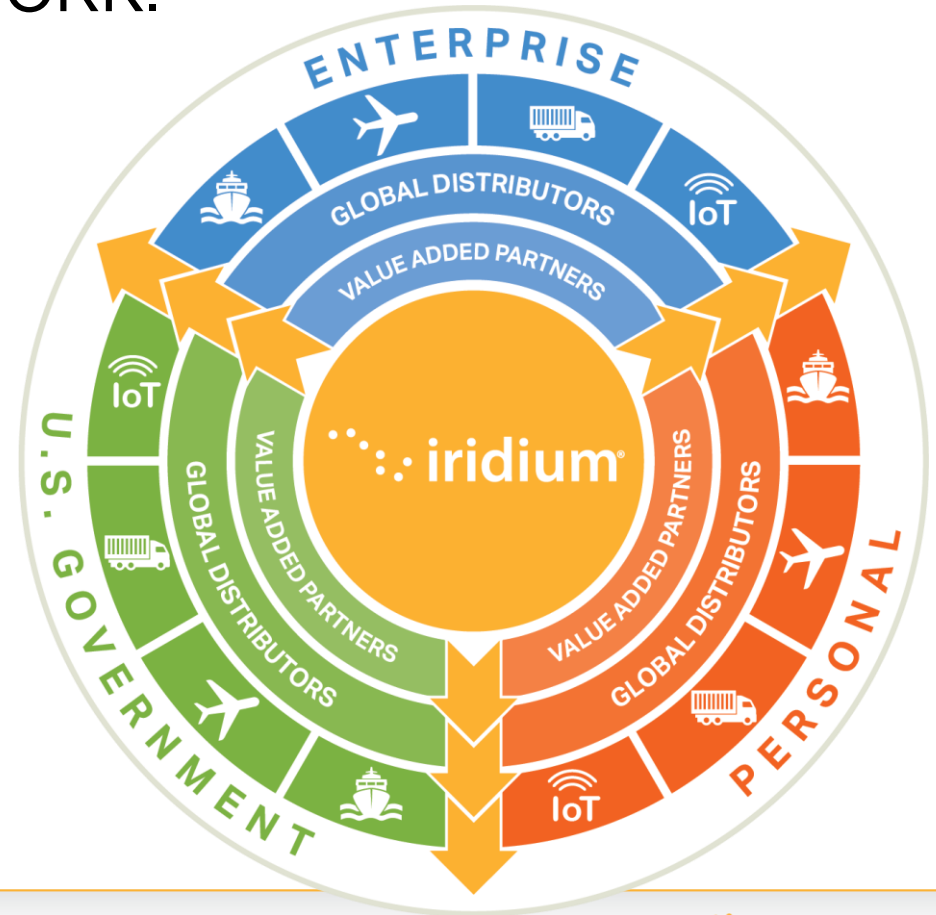 ENTERPRISE
GLOBAL DISTRIBUTORS
VALUE ADDED PARTNERS
IoT
IoT
U.S. GOVERNMENT
GLOBAL DISTRIBUTORS
VALUE ADDED PARTNERS
iridium®
VALUE ADDED PARTNERS
GLOBAL DISTRIBUTORS
PERSONAL
IoT